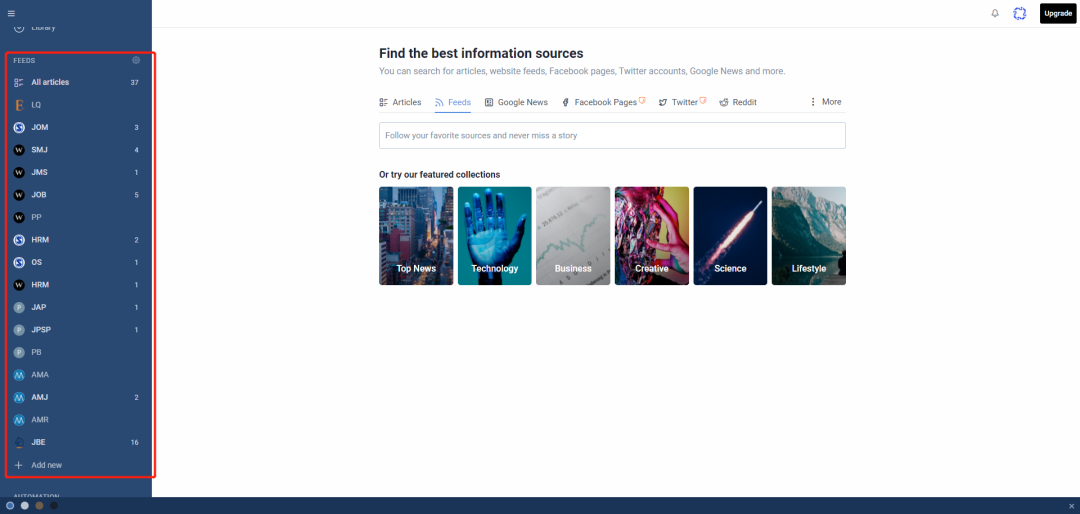 Library
FEEDS
All articles 37
LQ
JOM 3
SMJ 4
JMS 1
JOB 5
PP
HRM 2
OS 1
HRM 1
JAP 1
JPSP 1
PB
AMA
AMJ 2
AMR
JBE 16
Add new
AUTOMATION
Upgrade
Find the best information sources
You can search for articles, website feeds, Facebook pages, Twitter accounts, Google News and more.
Articles Feeds Google News Facebook Pages Twitter Reddit More
Follow your favorite sources and never miss a story
Or try our featured collections
Top News Technology Business Creative Science Lifestyle